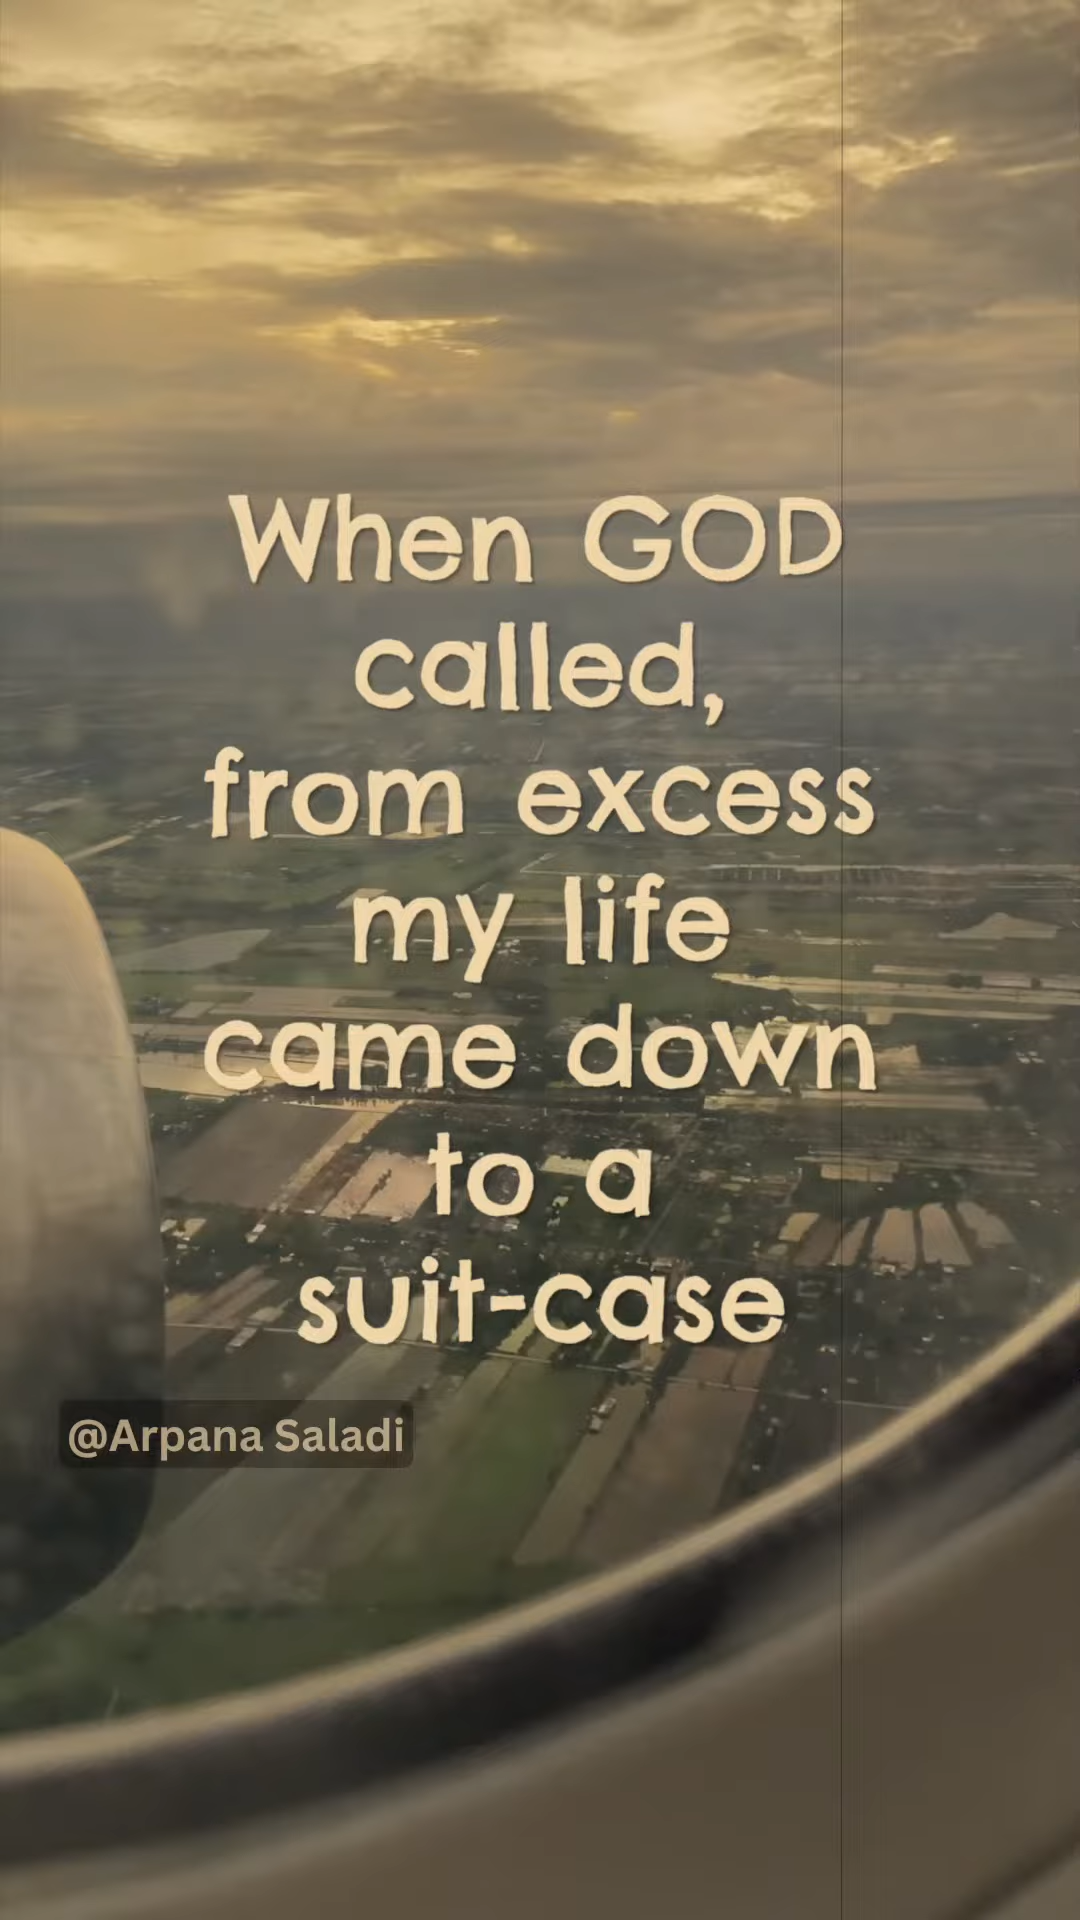 When GOD
called,
from excess
my life
came down
to a
suit-case
@Arpana Saladi